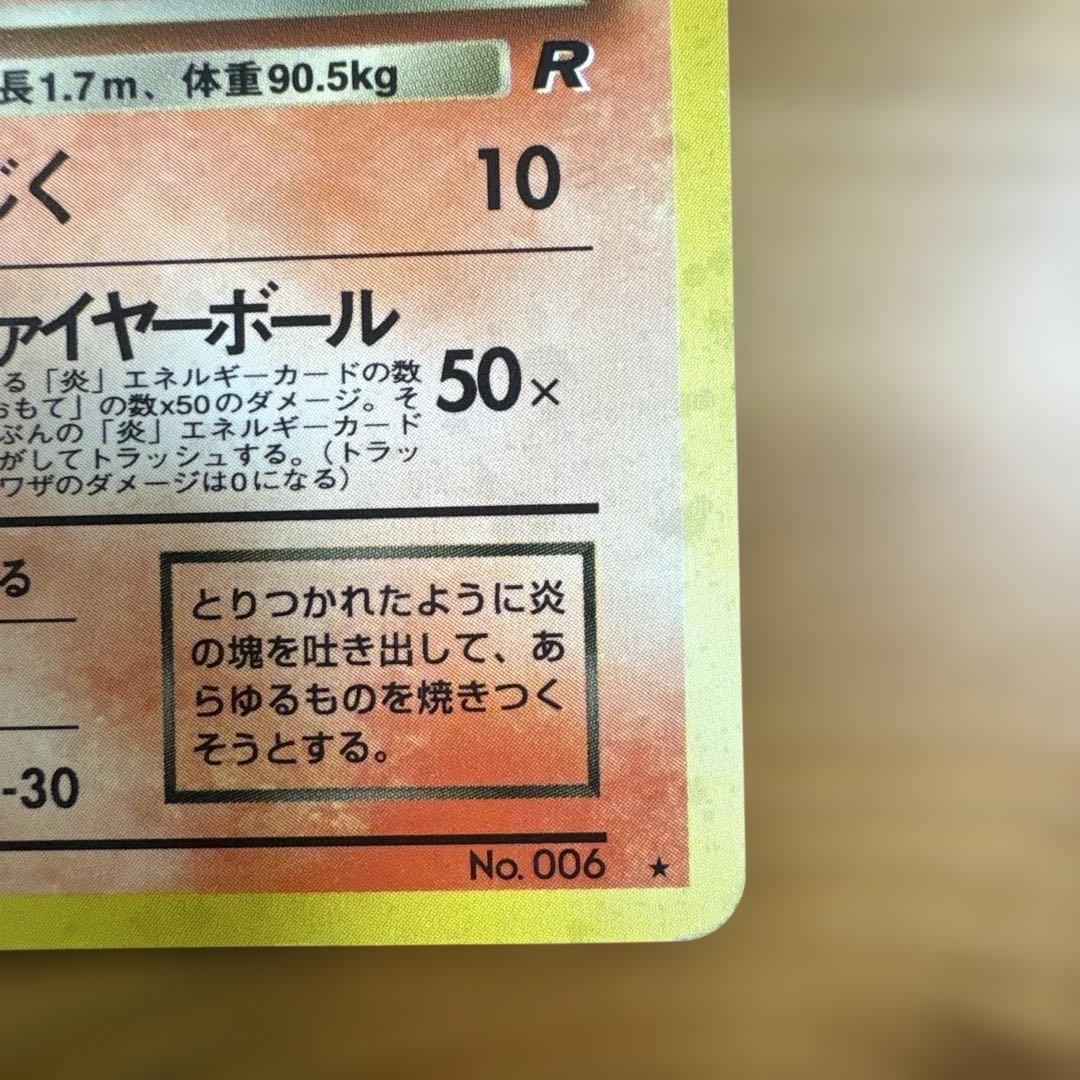 長1.7m、体重90.5kg
R
じく 10
ァイヤーボール
50×
る「炎」エネルギーカードの数
おもて」の数x50のダメージ。そ
ぶんの「炎」エネルギーカード
がしてトラッシュする。（トラッ
ワザのダメージは0になる）
る
とりつかれたように炎
の塊を吐き出して、あ
らゆるものを焼きつく
そうとする。
-30
No. 006 ★